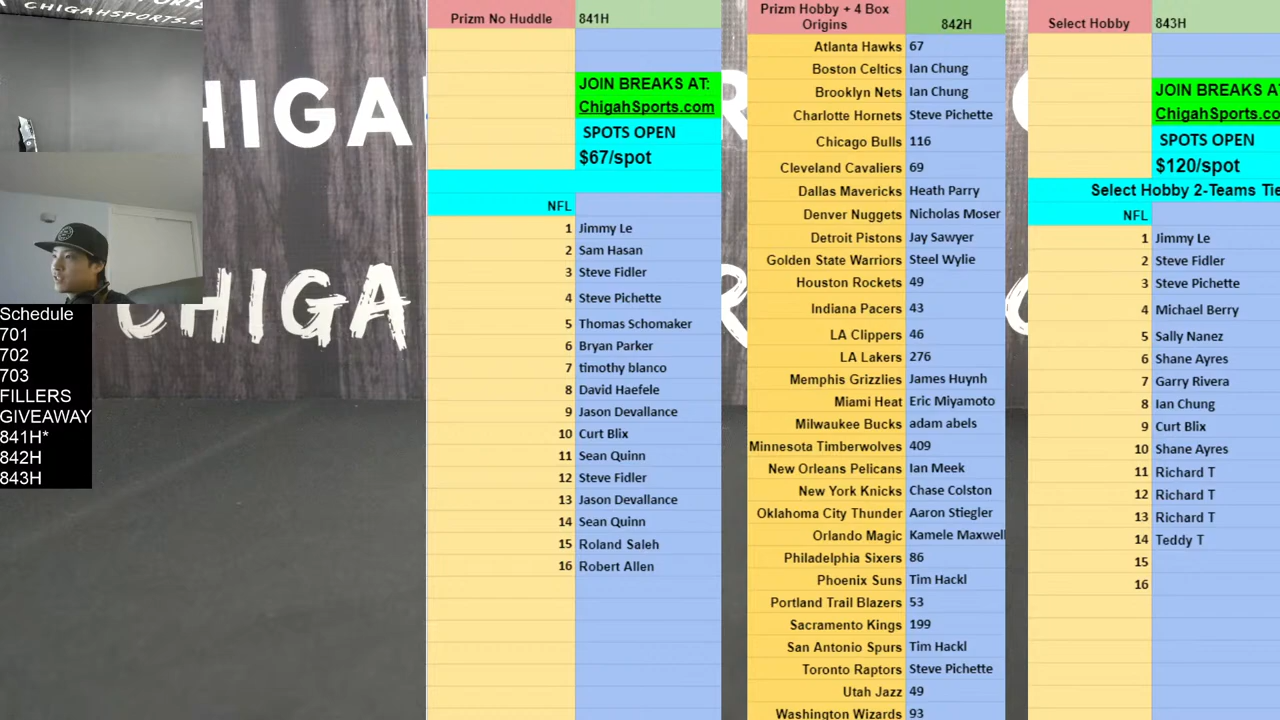 CHIGAHSPORTS.C
CHIGAH
CHIGA
Schedule
701
702
703
FILLERS
GIVEAWAY
841H*
842H
843H
Prizm No Huddle 841H
JOIN BREAKS AT:
ChigahSports.com
SPOTS OPEN
$67/spot
NFL
1 Jimmy Le
2 Sam Hasan
3 Steve Fidler
4 Steve Pichette
5 Thomas Schomaker
6 Bryan Parker
7 timothy blanco
8 David Haefele
9 Jason Devallance
10 Curt Blix
11 Sean Quinn
12 Steve Fidler
13 Jason Devallance
14 Sean Quinn
15 Roland Saleh
16 Robert Allen
Prizm Hobby + 4 Box
Origins 842H
Atlanta Hawks 67
Boston Celtics Ian Chung
Brooklyn Nets Ian Chung
Charlotte Hornets Steve Pichette
Chicago Bulls 116
Cleveland Cavaliers 69
Dallas Mavericks Heath Parry
Denver Nuggets Nicholas Moser
Detroit Pistons Jay Sawyer
Golden State Warriors Steel Wylie
Houston Rockets 49
Indiana Pacers 43
LA Clippers 46
LA Lakers 276
Memphis Grizzlies James Huynh
Miami Heat Eric Miyamoto
Milwaukee Bucks adam abels
Minnesota Timberwolves 409
New Orleans Pelicans Ian Meek
New York Knicks Chase Colston
Oklahoma City Thunder Aaron Stiegler
Orlando Magic Kamele Maxwell
Philadelphia Sixers 86
Phoenix Suns Tim Hackl
Portland Trail Blazers 53
Sacramento Kings 199
San Antonio Spurs Tim Hackl
Toronto Raptors Steve Pichette
Utah Jazz 49
Washington Wizards 93
Select Hobby 843H
JOIN BREAKS A
ChigahSports.co
SPOTS OPEN
$120/spot
Select Hobby 2-Teams Tie
NFL
1 Jimmy Le
2 Steve Fidler
3 Steve Pichette
4 Michael Berry
5 Sally Nanez
6 Shane Ayres
7 Garry Rivera
8 Ian Chung
9 Curt Blix
10 Shane Ayres
11 Richard T
12 Richard T
13 Richard T
14 Teddy T
15
16